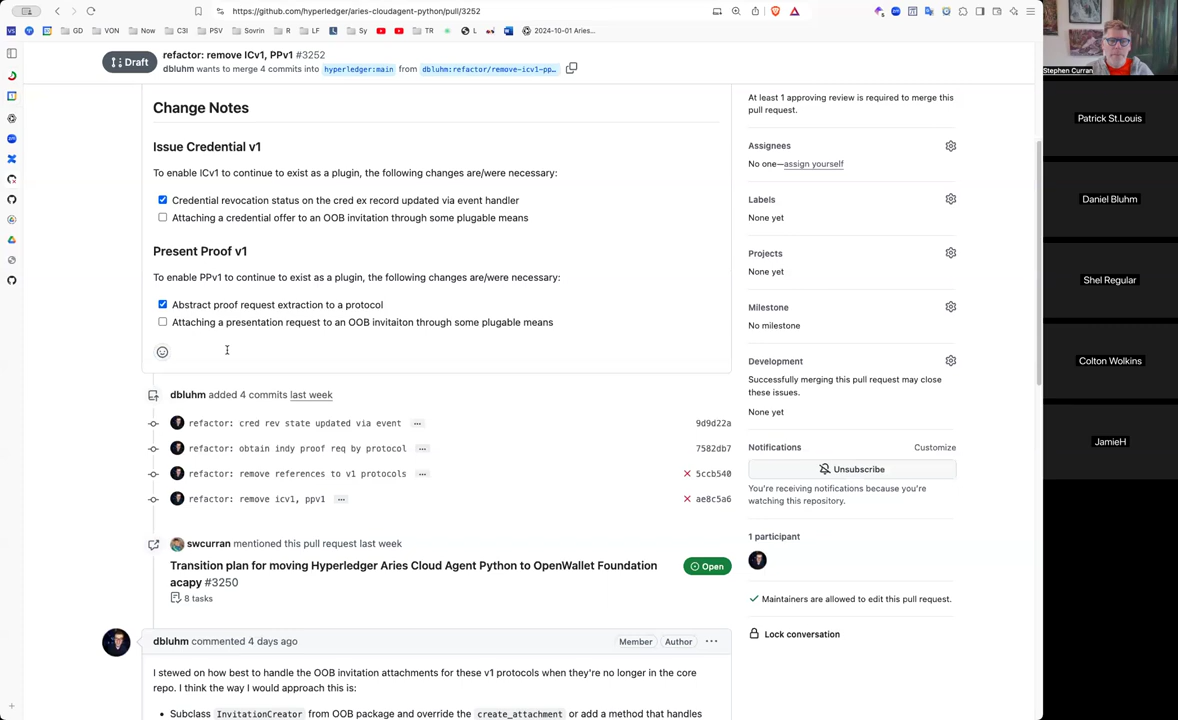 https://github.com/hyperledger/aries-cloudagent-python/pull/3252
GD
VON
Now
C3I
PSV
Sovrin
R
LF
Sy
TR
L
2024-10-01 Aries...
Draft
refactor: remove ICv1, PPv1 #3252
dbluhm wants to merge 4 commits into hyperledger:main from dbluhm:refactor/remove-icv1-pp…
Change Notes
Issue Credential v1
To enable ICv1 to continue to exist as a plugin, the following changes are/were necessary:
Credential revocation status on the cred ex record updated via event handler
Attaching a credential offer to an OOB invitation through some plugable means
Present Proof v1
To enable PPv1 to continue to exist as a plugin, the following changes are/were necessary:
Abstract proof request extraction to a protocol
Attaching a presentation request to an OOB invitaiton through some plugable means
dbluhm added 4 commits last week
refactor: cred rev state updated via event … 9d9d22a
refactor: obtain indy proof req by protocol … 7582db7
refactor: remove references to v1 protocols … 5ccb540
refactor: remove icv1, ppv1 … ae8c5a6
swcurran mentioned this pull request last week
Transition plan for moving Hyperledger Aries Cloud Agent Python to OpenWallet Foundation
acapy #3250
Open
8 tasks
dbluhm commented 4 days ago
Member
Author
I stewed on how best to handle the OOB invitation attachments for these v1 protocols when they're no longer in the core
repo. I think the way I would approach this is:
• Subclass InvitationCreator from OOB package and override the create_attachment or add a method that handles
At least 1 approving review is required to merge this
pull request.
Assignees
No one—assign yourself
Labels
None yet
Projects
None yet
Milestone
No milestone
Development
Successfully merging this pull request may close
these issues.
None yet
Notifications
Customize
Unsubscribe
You're receiving notifications because you're
watching this repository.
1 participant
Maintainers are allowed to edit this pull request.
Lock conversation
Stephen Curran
Patrick St.Louis
Daniel Bluhm
Shel Regular
Colton Wolkins
JamieH